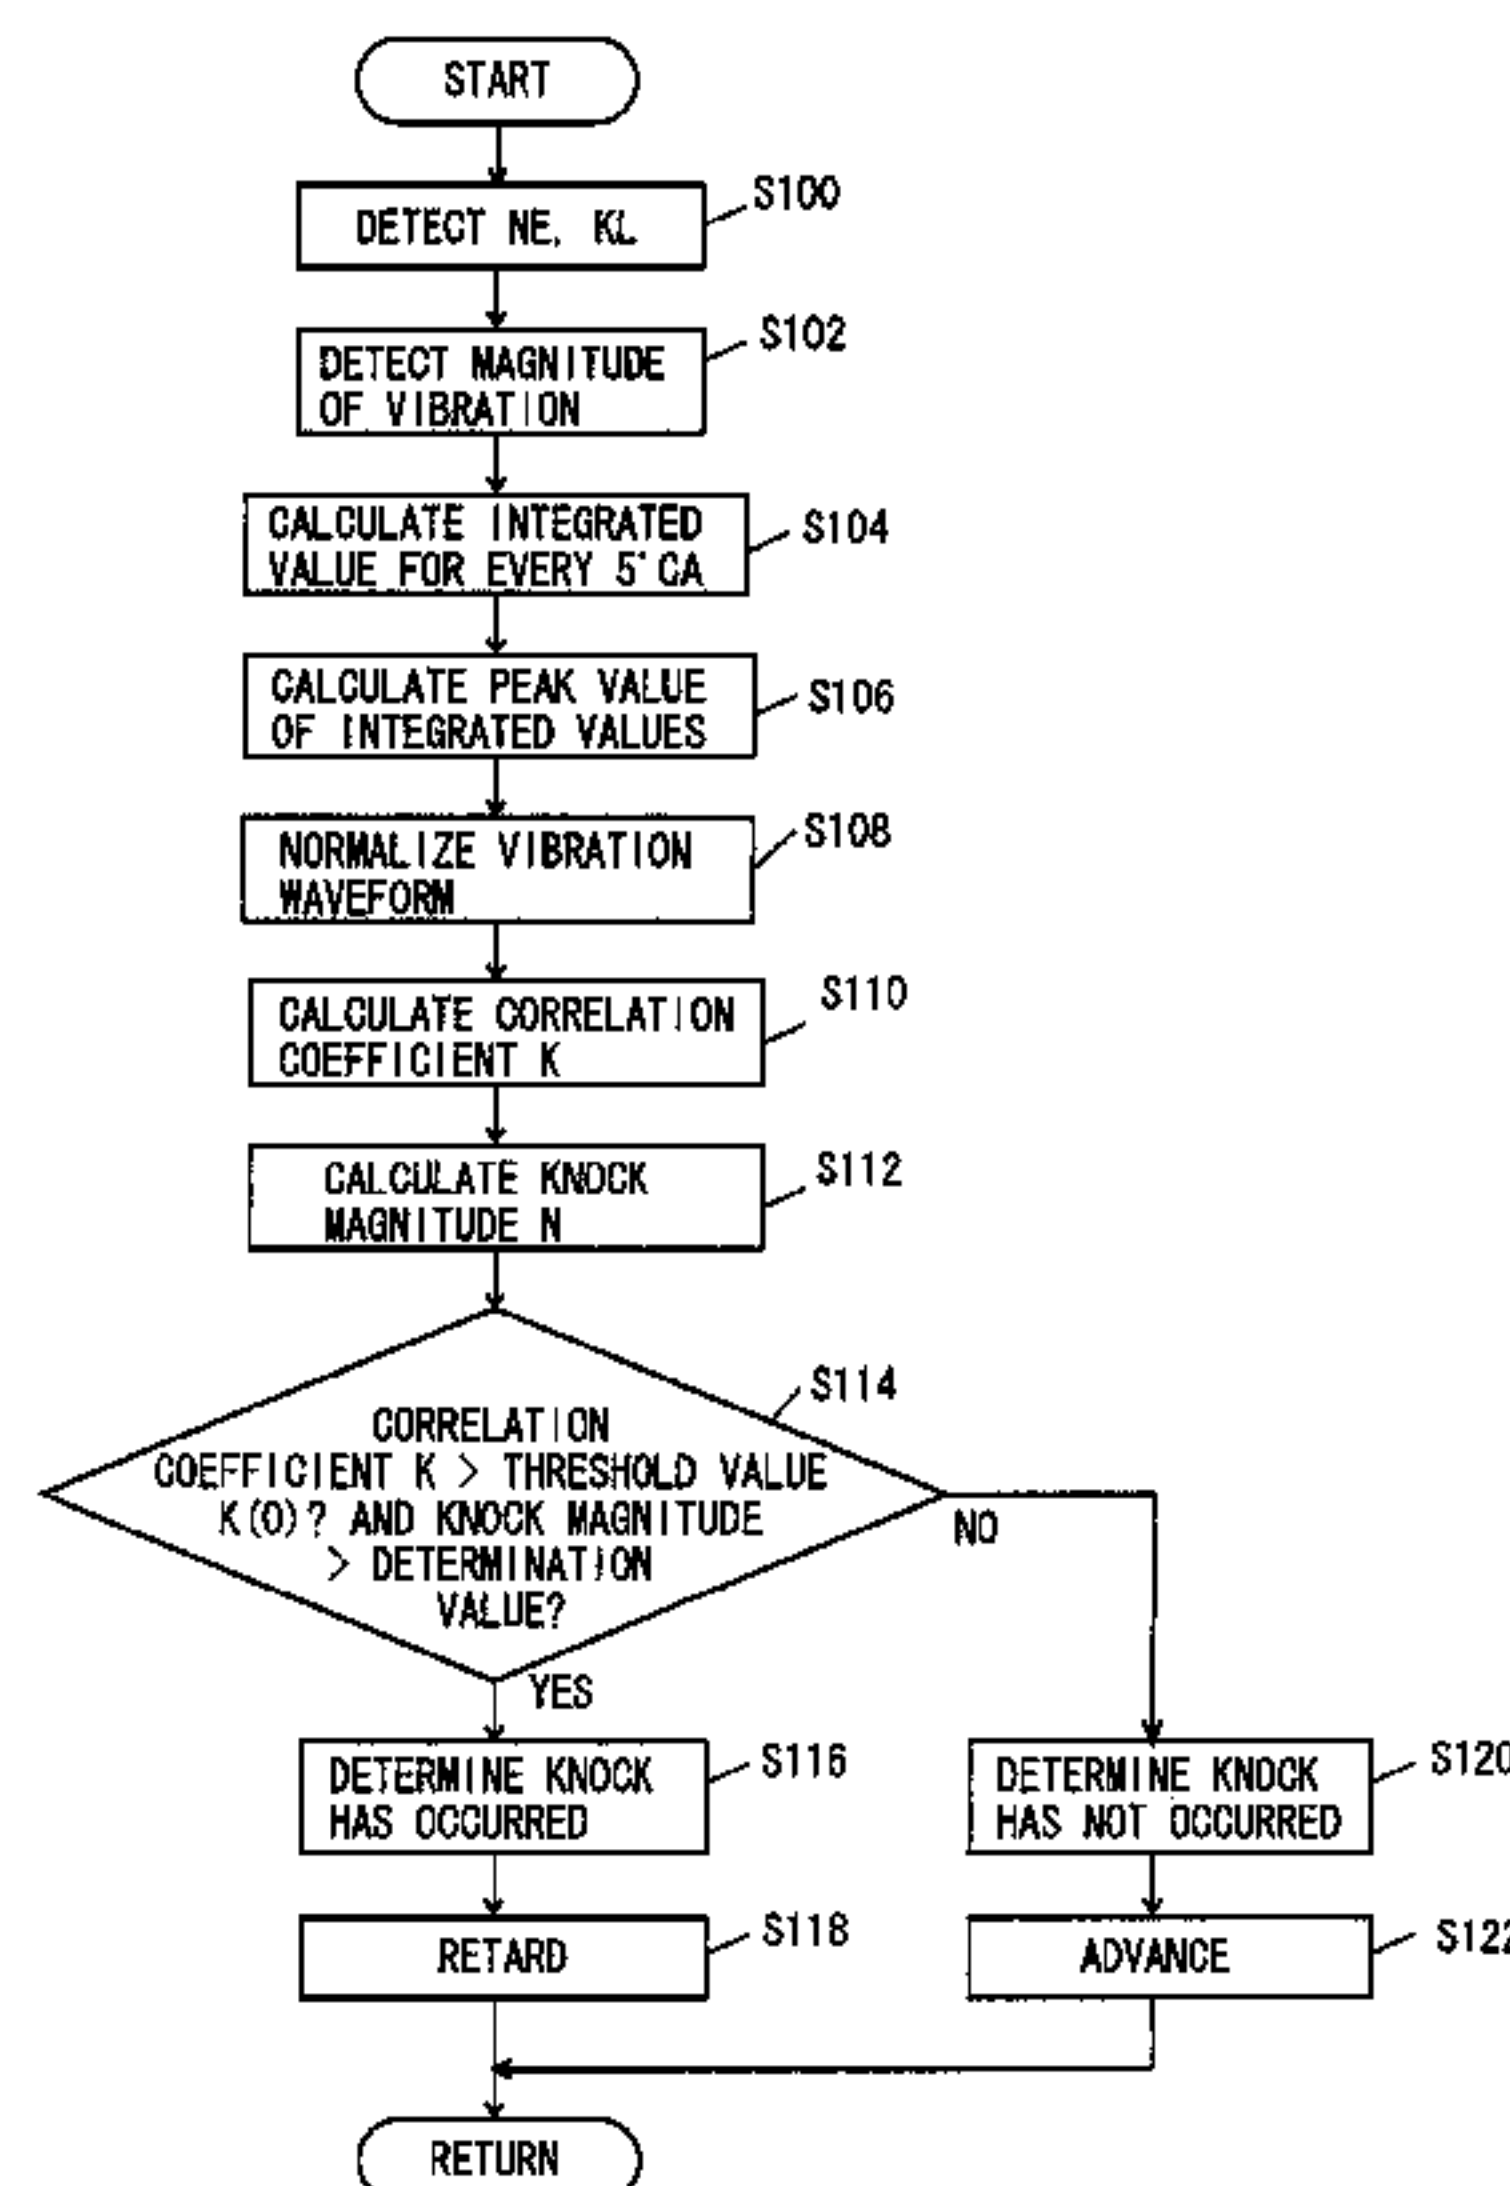 START
DETECT NE, KL
S100
DETECT MAGNITUDE
OF VIBRATION
S102
CALCULATE INTEGRATED
VALUE FOR EVERY 5°CA
S104
CALCULATE PEAK VALUE
OF INTEGRATED VALUES
S106
NORMALIZE VIBRATION
WAVEFORM
S108
CALCULATE CORRELATION
COEFFICIENT K
S110
CALCULATE KNOCK
MAGNITUDE N
S112
S114
CORRELATION
COEFFICIENT K > THRESHOLD VALUE
K(0)? AND KNOCK MAGNITUDE
> DETERMINATION
VALUE?
NO
YES
DETERMINE KNOCK
HAS OCCURRED
S116
DETERMINE KNOCK
HAS NOT OCCURRED
S120
RETARD
S118
ADVANCE
S122
RETURN